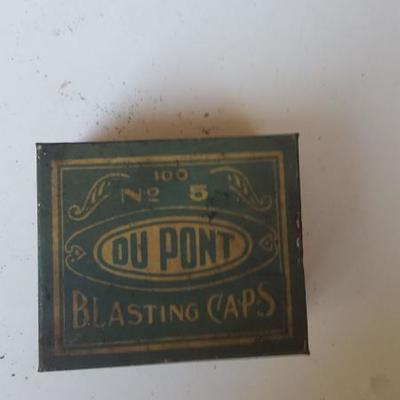 100
No 5
DU PONT
BLASTING CAPS